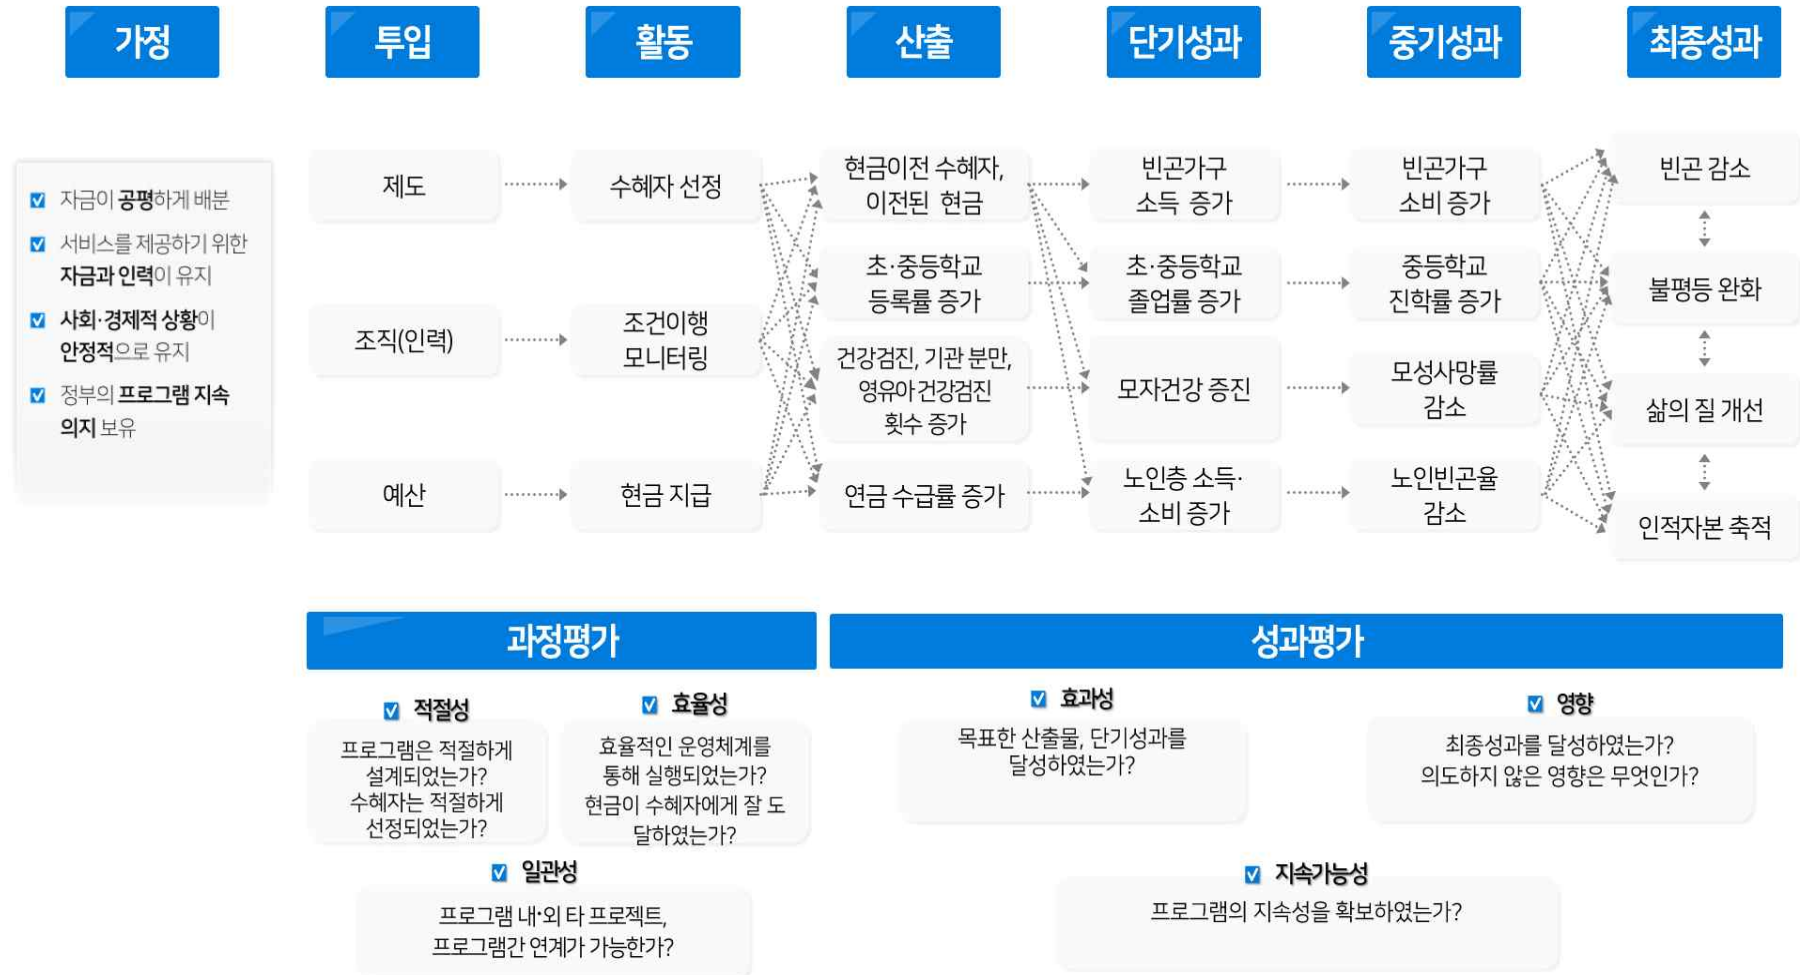 가정
투입
활동
산출
단기성과
중기성과
최종성과
자금이 공평하게 배분
서비스를 제공하기 위한
자금과 인력이 유지
사회·경제적 상황이
안정적으로 유지
정부의 프로그램 지속
의지 보유
제도
조직(인력)
예산
수혜자 선정
조건이행
모니터링
현금 지급
현금이전 수혜자,
이전된 현금
초·중등학교
등록률 증가
건강검진, 기관 분만,
영유아 건강검진
횟수 증가
연금 수급률 증가
빈곤가구
소득 증가
초·중등학교
졸업률 증가
모자건강 증진
노인층 소득·
소비 증가
빈곤가구
소비 증가
중등학교
진학률 증가
모성사망률
감소
노인빈곤율
감소
빈곤 감소
불평등 완화
삶의 질 개선
인적자본 축적
과정평가
성과평가
적절성
프로그램은 적절하게
설계되었는가?
수혜자는 적절하게
선정되었는가?
효율성
효율적인 운영체계를
통해 실행되었는가?
현금이 수혜자에게 잘 도
달하였는가?
일관성
프로그램 내·외 타 프로젝트,
프로그램간 연계가 가능한가?
효과성
목표한 산출물, 단기성과를
달성하였는가?
영향
최종성과를 달성하였는가?
의도하지 않은 영향은 무엇인가?
지속가능성
프로그램의 지속성을 확보하였는가?